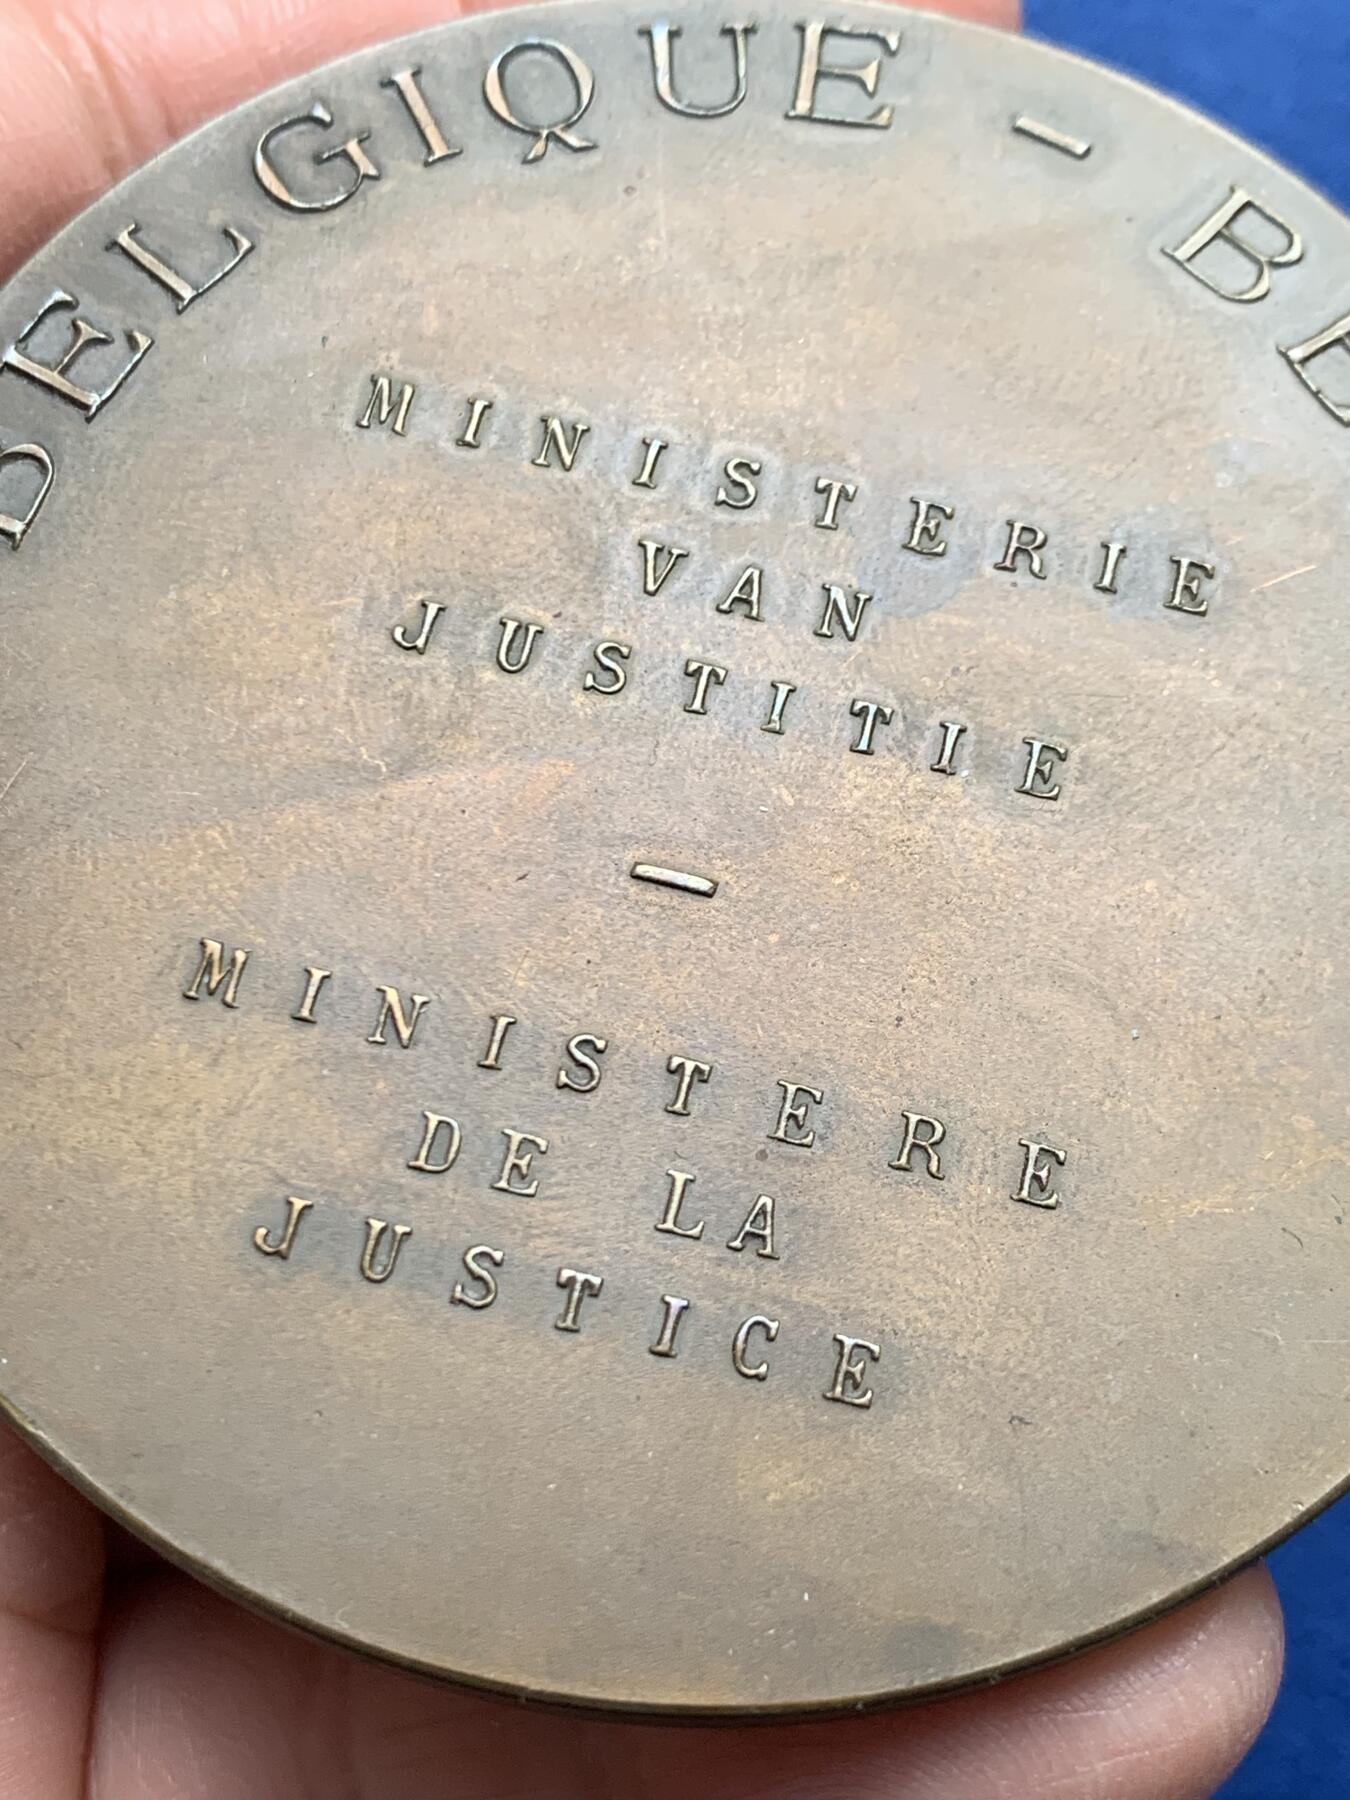 BELGIQUE - BE
MINISTERIE
VAN
JUSTITIE
—
MINISTERE
DE LA
JUSTICE